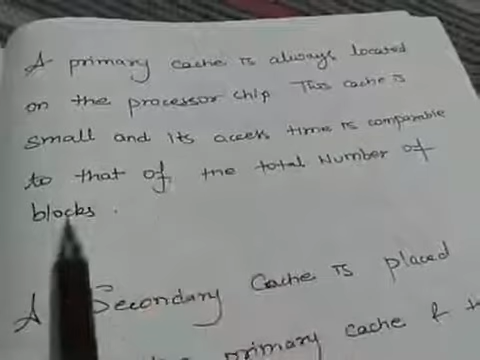 A primary cache is always located
on the processor chip This cache is
small and its access time is comparable
to that of the total Number of
blocks .
A Secondary Cache is placed
primary cache & th